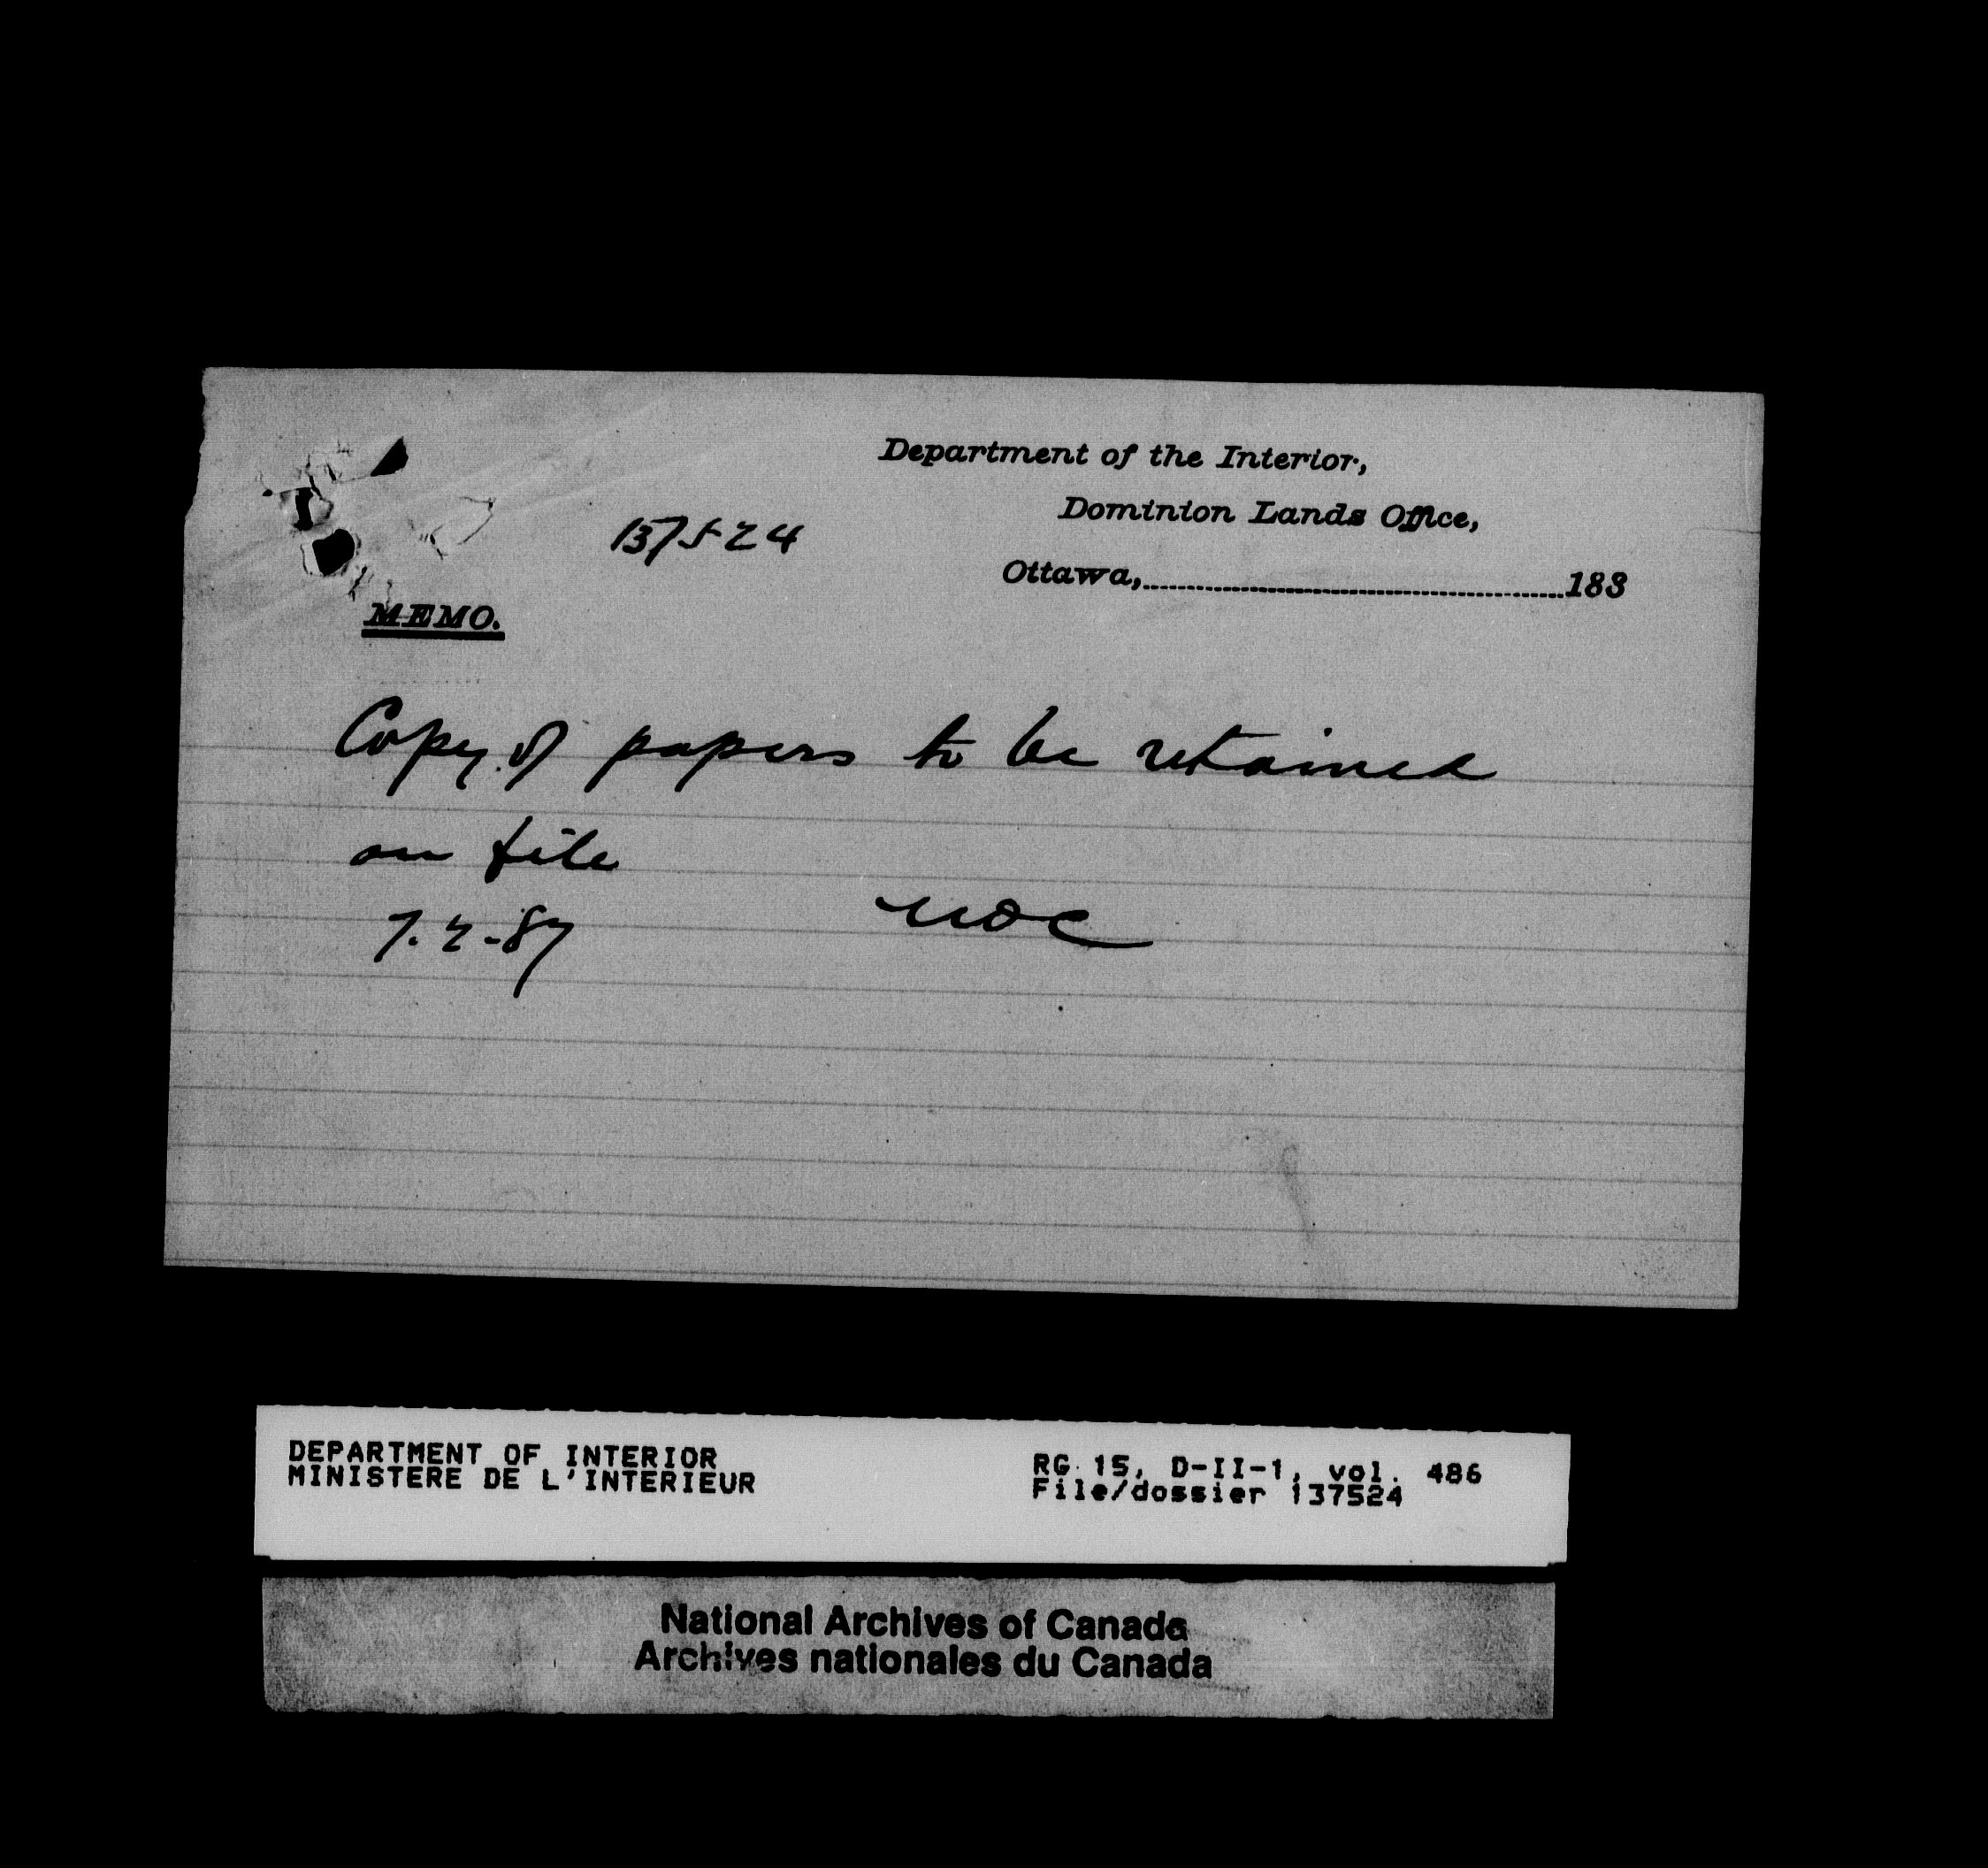 Department of the Interior,
Dominion Lands Office,
137524
Ottawa, 188
MEMO.
Copy of papers to be retained
on file
7.2-87
DEPARTMENT OF INTERIOR
MINISTERE DE L'INTERIEUR
RG 15, D-II-1, vol. 486
File/dossier 137524
National Archives of Canada
Archives nationales du Canada